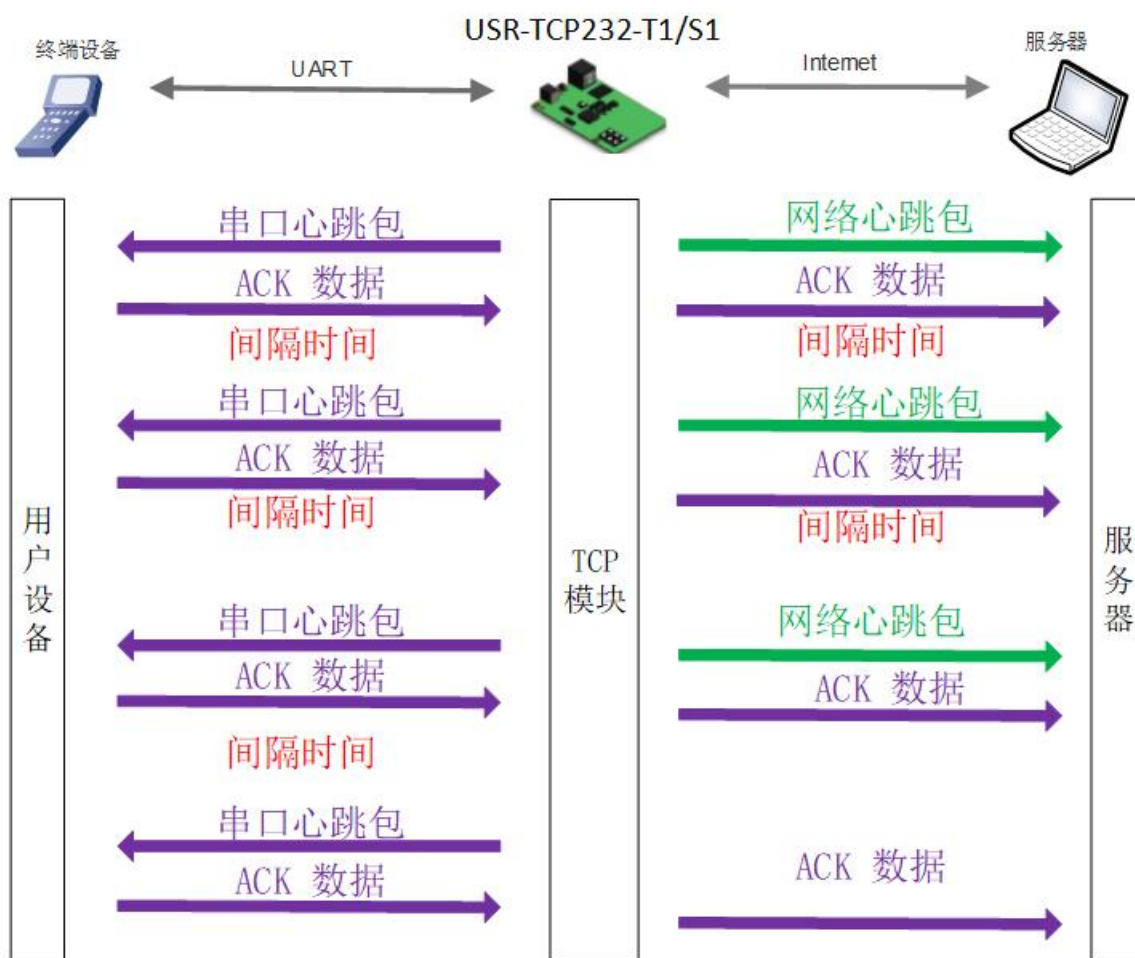 USR-TCP232-T1/S1
终端设备
UART
Internet
服务器
串口心跳包
网络心跳包
ACK 数据
ACK 数据
间隔时间
间隔时间
串口心跳包
网络心跳包
ACK 数据
ACK 数据
间隔时间
间隔时间
用户设备
TCP
模块
服务器
串口心跳包
网络心跳包
ACK 数据
ACK 数据
间隔时间
串口心跳包
ACK 数据
ACK 数据